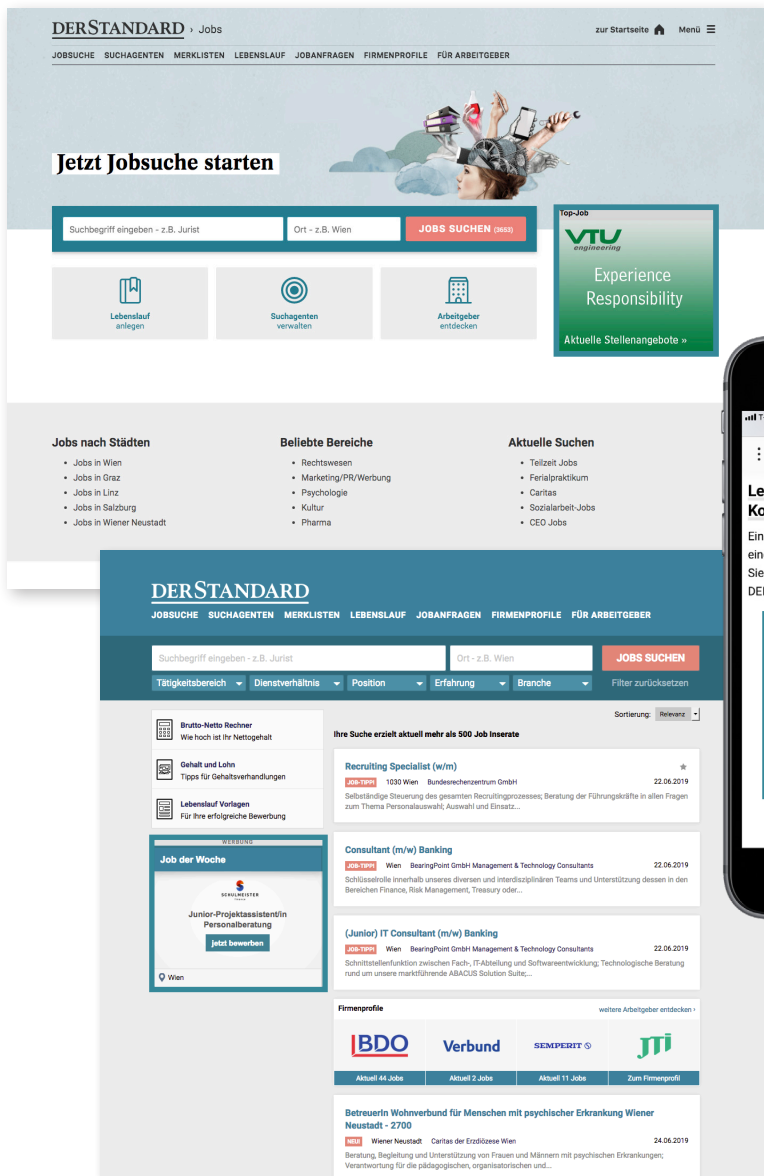 DERSTANDARD › Jobs
zur Startseite Menü
JOBSUCHE SUCHAGENTEN MERKLISTEN LEBENSLAUF JOBANFRAGEN FIRMENPROFILE FÜR ARBEITGEBER
Jetzt Jobsuche starten
Suchbegriff eingeben - z.B. Jurist
Ort - z.B. Wien
JOBS SUCHEN (3653)
Lebenslauf
anlegen
Suchagenten
verwalten
Arbeitgeber
entdecken
Top-Job
VTU
engineering
Experience
Responsibility
Aktuelle Stellenangebote »
Jobs nach Städten
• Jobs in Wien
• Jobs in Graz
• Jobs in Linz
• Jobs in Salzburg
• Jobs in Wiener Neustadt
Beliebte Bereiche
• Rechtswesen
• Marketing/PR/Werbung
• Psychologie
• Kultur
• Pharma
Aktuelle Suchen
• Teilzeit Jobs
• Ferialpraktikum
• Caritas
• Sozialarbeit-Jobs
• CEO Jobs
T
Le
Ko
Ein
ein
Sie
DE
DERSTANDARD
JOBSUCHE SUCHAGENTEN MERKLISTEN LEBENSLAUF JOBANFRAGEN FIRMENPROFILE FÜR ARBEITGEBER
Suchbegriff eingeben - z.B. Jurist
Ort - z.B. Wien
JOBS SUCHEN
Tätigkeitsbereich Dienstverhältnis Position Erfahrung Branche Filter zurücksetzen
Brutto-Netto Rechner
Wie hoch ist Ihr Nettogehalt
Gehalt und Lohn
Tipps für Gehaltsverhandlungen
Lebenslauf Vorlagen
Für Ihre erfolgreiche Bewerbung
WERBUNG
Job der Woche
SCHULMEISTER
Junior-Projektassistent/in
Personalberatung
jetzt bewerben
Wien
Sortierung: Relevanz
Ihre Suche erzielt aktuell mehr als 500 Job Inserate
Recruiting Specialist (w/m)
JOB-TIPP! 1030 Wien Bundesrechenzentrum GmbH 22.06.2019
Selbständige Steuerung des gesamten Recruitingprozesses; Beratung der Führungskräfte in allen Fragen
zum Thema Personalauswahl; Auswahl und Einsatz...
Consultant (m/w) Banking
JOB-TIPP! Wien BearingPoint GmbH Management & Technology Consultants 22.06.2019
Schlüsselrolle innerhalb unseres diversen und interdisziplinären Teams und Unterstützung dessen in den
Bereichen Finance, Risk Management, Treasury oder...
(Junior) IT Consultant (m/w) Banking
JOB-TIPP! Wien BearingPoint GmbH Management & Technology Consultants 22.06.2019
Schnittstellenfunktion zwischen Fach-, IT-Abteilung und Softwareentwicklung; Technologische Beratung
rund um unsere marktführende ABACUS Solution Suite;...
Firmenprofile
weitere Arbeitgeber entdecken ›
BDO
Verbund
SEMPERIT
JTi
Aktuell 44 Jobs
Aktuell 2 Jobs
Aktuell 11 Jobs
Zum Firmenprofil
BetreuerIn Wohnverbund für Menschen mit psychischer Erkrankung Wiener
Neustadt - 2700
NEU! Wiener Neustadt Caritas der Erzdiözese Wien 24.06.2019
Beratung, Begleitung und Unterstützung von Frauen und Männern mit psychischen Erkrankungen;
Verantwortung für die pädagogischen, organisatorischen und...